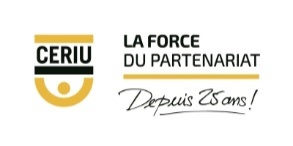 CERIU
LA FORCE
DU PARTENARIAT
Depuis 25 ans!